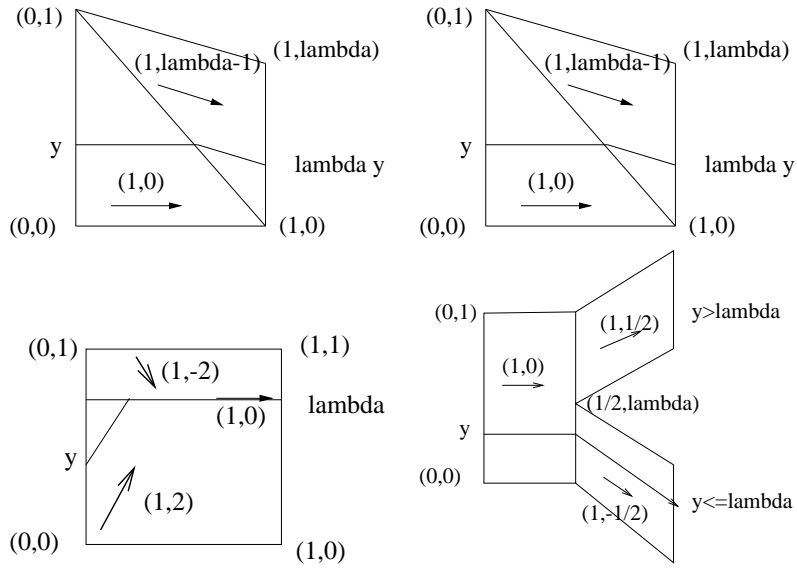 (0,1)
(1,lambda)
(1,lambda-1)
y
lambda y
(1,0)
(0,0)
(1,0)
(0,1)
(1,lambda)
(1,lambda-1)
y
lambda y
(1,0)
(0,0)
(1,0)
(0,1)
(1,1)
(1,-2)
lambda
(1,0)
y
(1,2)
(0,0)
(1,0)
(0,1)
y>lambda
(1,1/2)
(1,0)
(1/2,lambda)
y
(0,0)
y<=lambda
(1,-1/2)